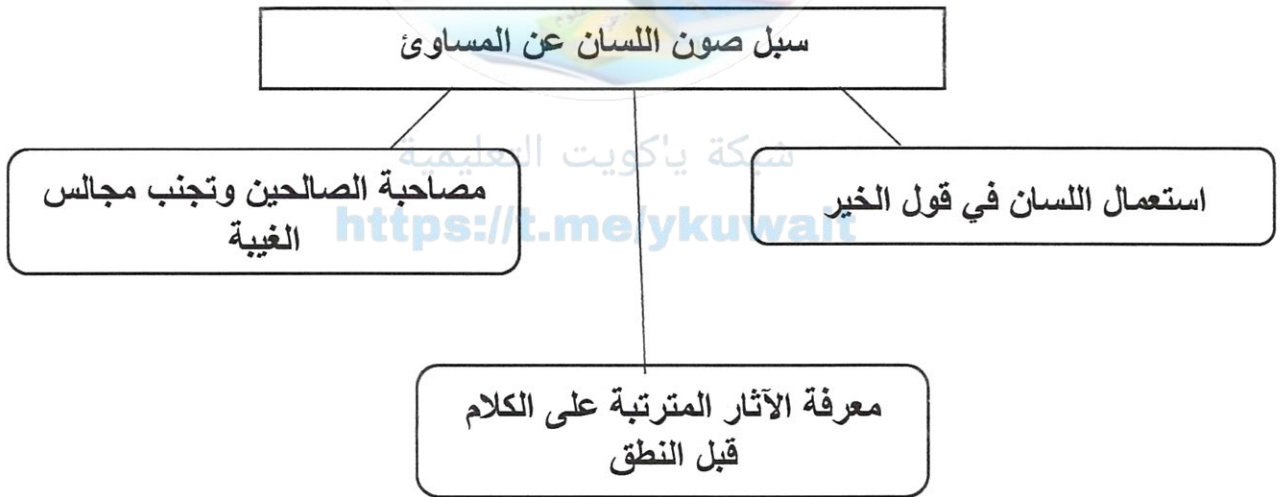 سبل صون اللسان عن المساوئ
شبكة يا كويت التعليمية
https://t.me/ykuwait
استعمال اللسان في قول الخير
مصاحبة الصالحين وتجنب مجالس
الغيبة
معرفة الآثار المترتبة على الكلام
قبل النطق